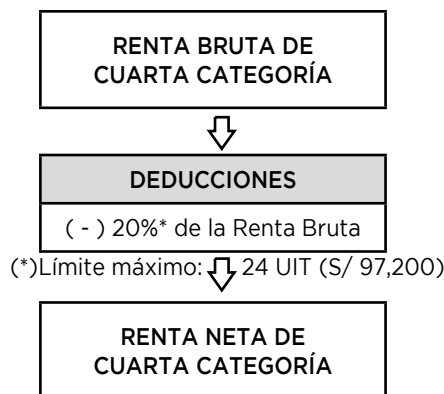 RENTA BRUTA DE
CUARTA CATEGORÍA
DEDUCCIONES
( - ) 20%* de la Renta Bruta
(*)Límite máximo: 24 UIT (S/ 97,200)
RENTA NETA DE
CUARTA CATEGORÍA